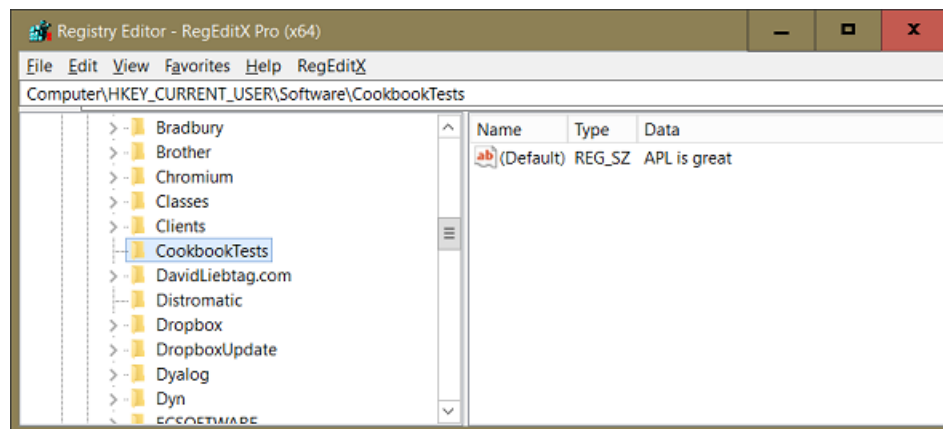 Registry Editor - RegEditX Pro (x64)
File Edit View Favorites Help RegEditX
Computer\HKEY_CURRENT_USER\Software\CookbookTests
Bradbury
Brother
Chromium
Classes
Clients
CookbookTests
DavidLiebtag.com
Distromatic
Dropbox
DropboxUpdate
Dyalog
Dyn
ECSOFTWARE
Name Type Data
(Default) REG_SZ APL is great